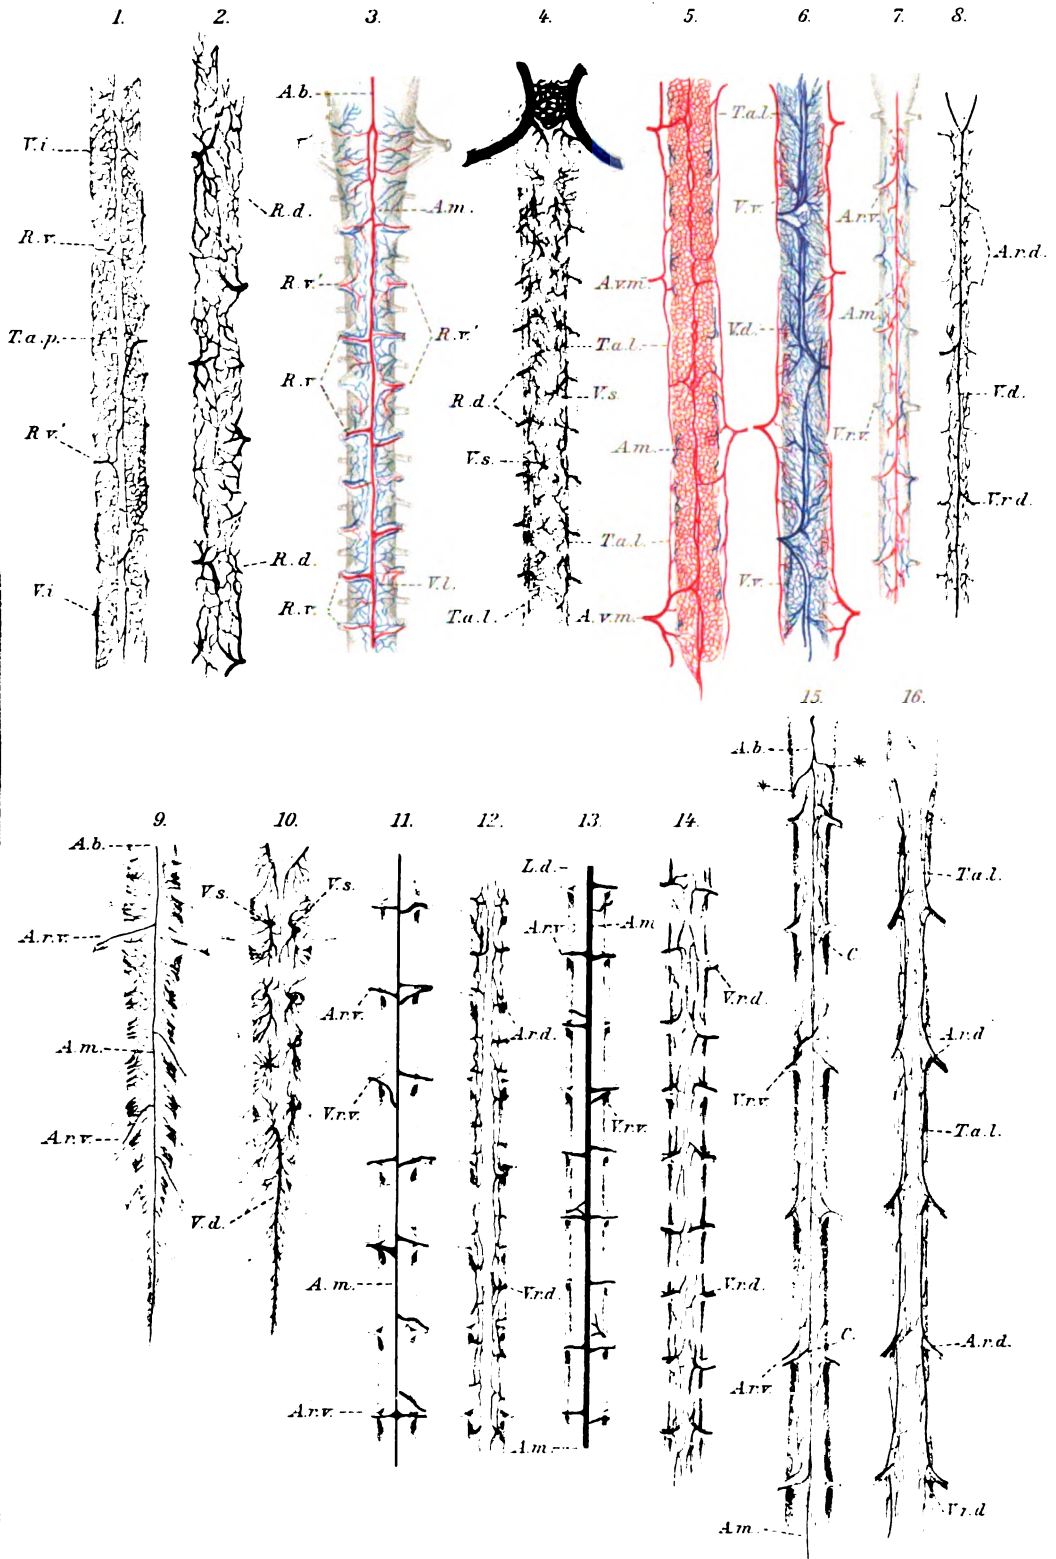 1. 2. 3. 4. 5. 6. 7. 8.
A.b.
T.a.l.
V.i.
R.d.
A.m.
V.v.
A.r.v.
R.v.
A.r.d.
R.v.'
A.v.m.
A.m.
T.a.p.
R.v.'
T.a.l.
V.d.
R.v.
R.d.
V.s.
V.d.
R.v.'
A.m.
V.r.v.
V.s.
V.r.d.
T.a.l.
R.d.
V.i
V.l.
V.v.
R.v.
T.a.l.
A.v.m.
15. 16.
A.b.
*
*
9. 10. 11. 12. 13. 14.
A.b.
L.d.
T.a.l.
V.s.
V.s.
A.r.v.
A.r.v.
A.m
C.
V.r.d.
A.r.v.
A.r.d.
A.r.d
A.m.
V.r.v.
V.r.v.
V.r.v.
T.a.l.
A.r.v.
V.d.
A.m.
V.r.d.
V.r.d.
C.
A.r.d.
A.r.v.
A.r.v.
A.m.
V.r.d
A.m.